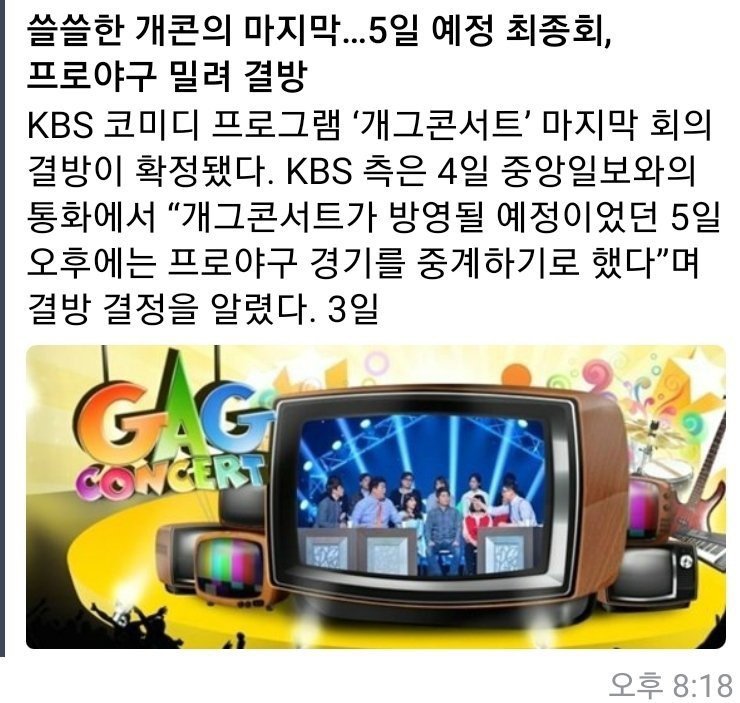 쓸쓸한 개콘의 마지막...5일 예정 최종회,
프로야구 밀려 결방
KBS 코미디 프로그램 ‘개그콘서트’ 마지막 회의
결방이 확정됐다. KBS 측은 4일 중앙일보와의
통화에서 “개그콘서트가 방영될 예정이었던 5일
오후에는 프로야구 경기를 중계하기로 했다”며
결방 결정을 알렸다. 3일
GAG
CONCERT
오후 8:18